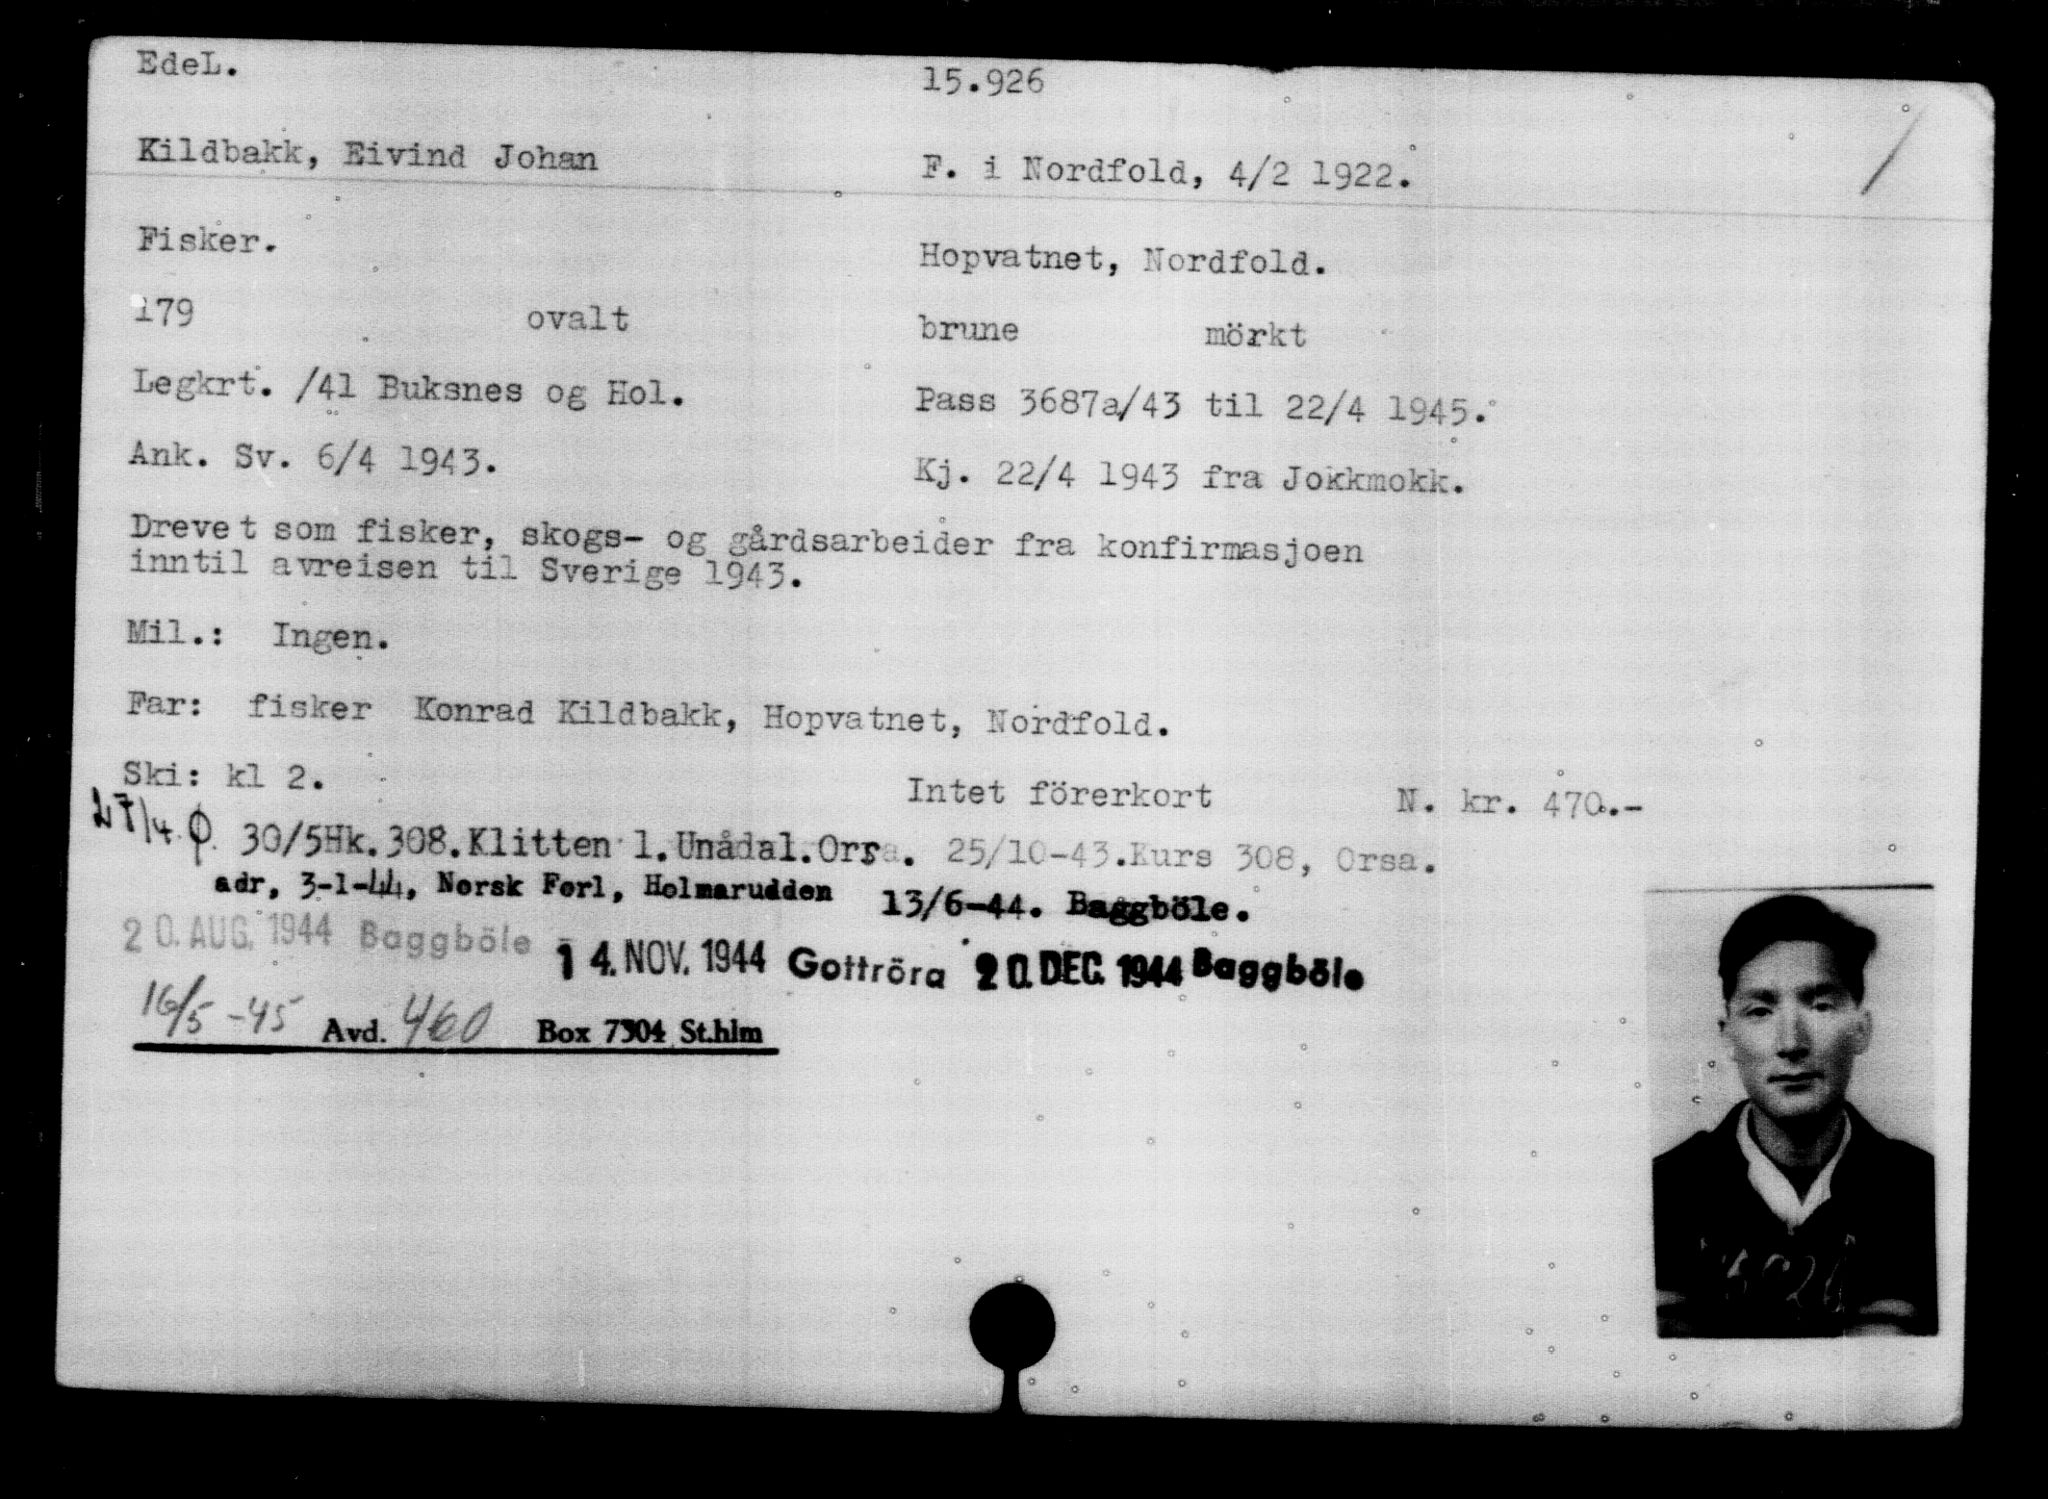 EdeL. 15.926
Kildbakk, Eivind Johan F. i Nordfold, 4/2 1922.
Fisker. Hopvatnet, Nordfold.
179 ovalt brune mörkt
Legkrt. /41 Buksnes og Hol. Pass 3687a/43 til 22/4 1945.
Ank. Sv. 6/4 1943. Kj. 22/4 1943 fra Jokkmokk.
Drevet som fisker, skogs- og gårdsarbeider fra konfirmasjoen
inntil avreisen til Sverige 1943.
Mil.: Ingen.
Far: fisker Konrad Kildbakk, Hopvatnet, Nordfold.
Ski: kl 2. Intet förerkort N. kr. 470.-
27/4 Ø. 30/5Hk.308.Klitten l.Unådal.Orsa. 25/10-43.Kurs 308, Orsa.
adr, 3-1-44, Norsk Forl, Holmarudden 13/6-44. Baggböle.
20. AUG. 1944 Baggböle 14. NOV. 1944 Gottröra 20. DEC. 1944 Baggböle
16/5-45 Avd. 460 Box 7304 St.hlm